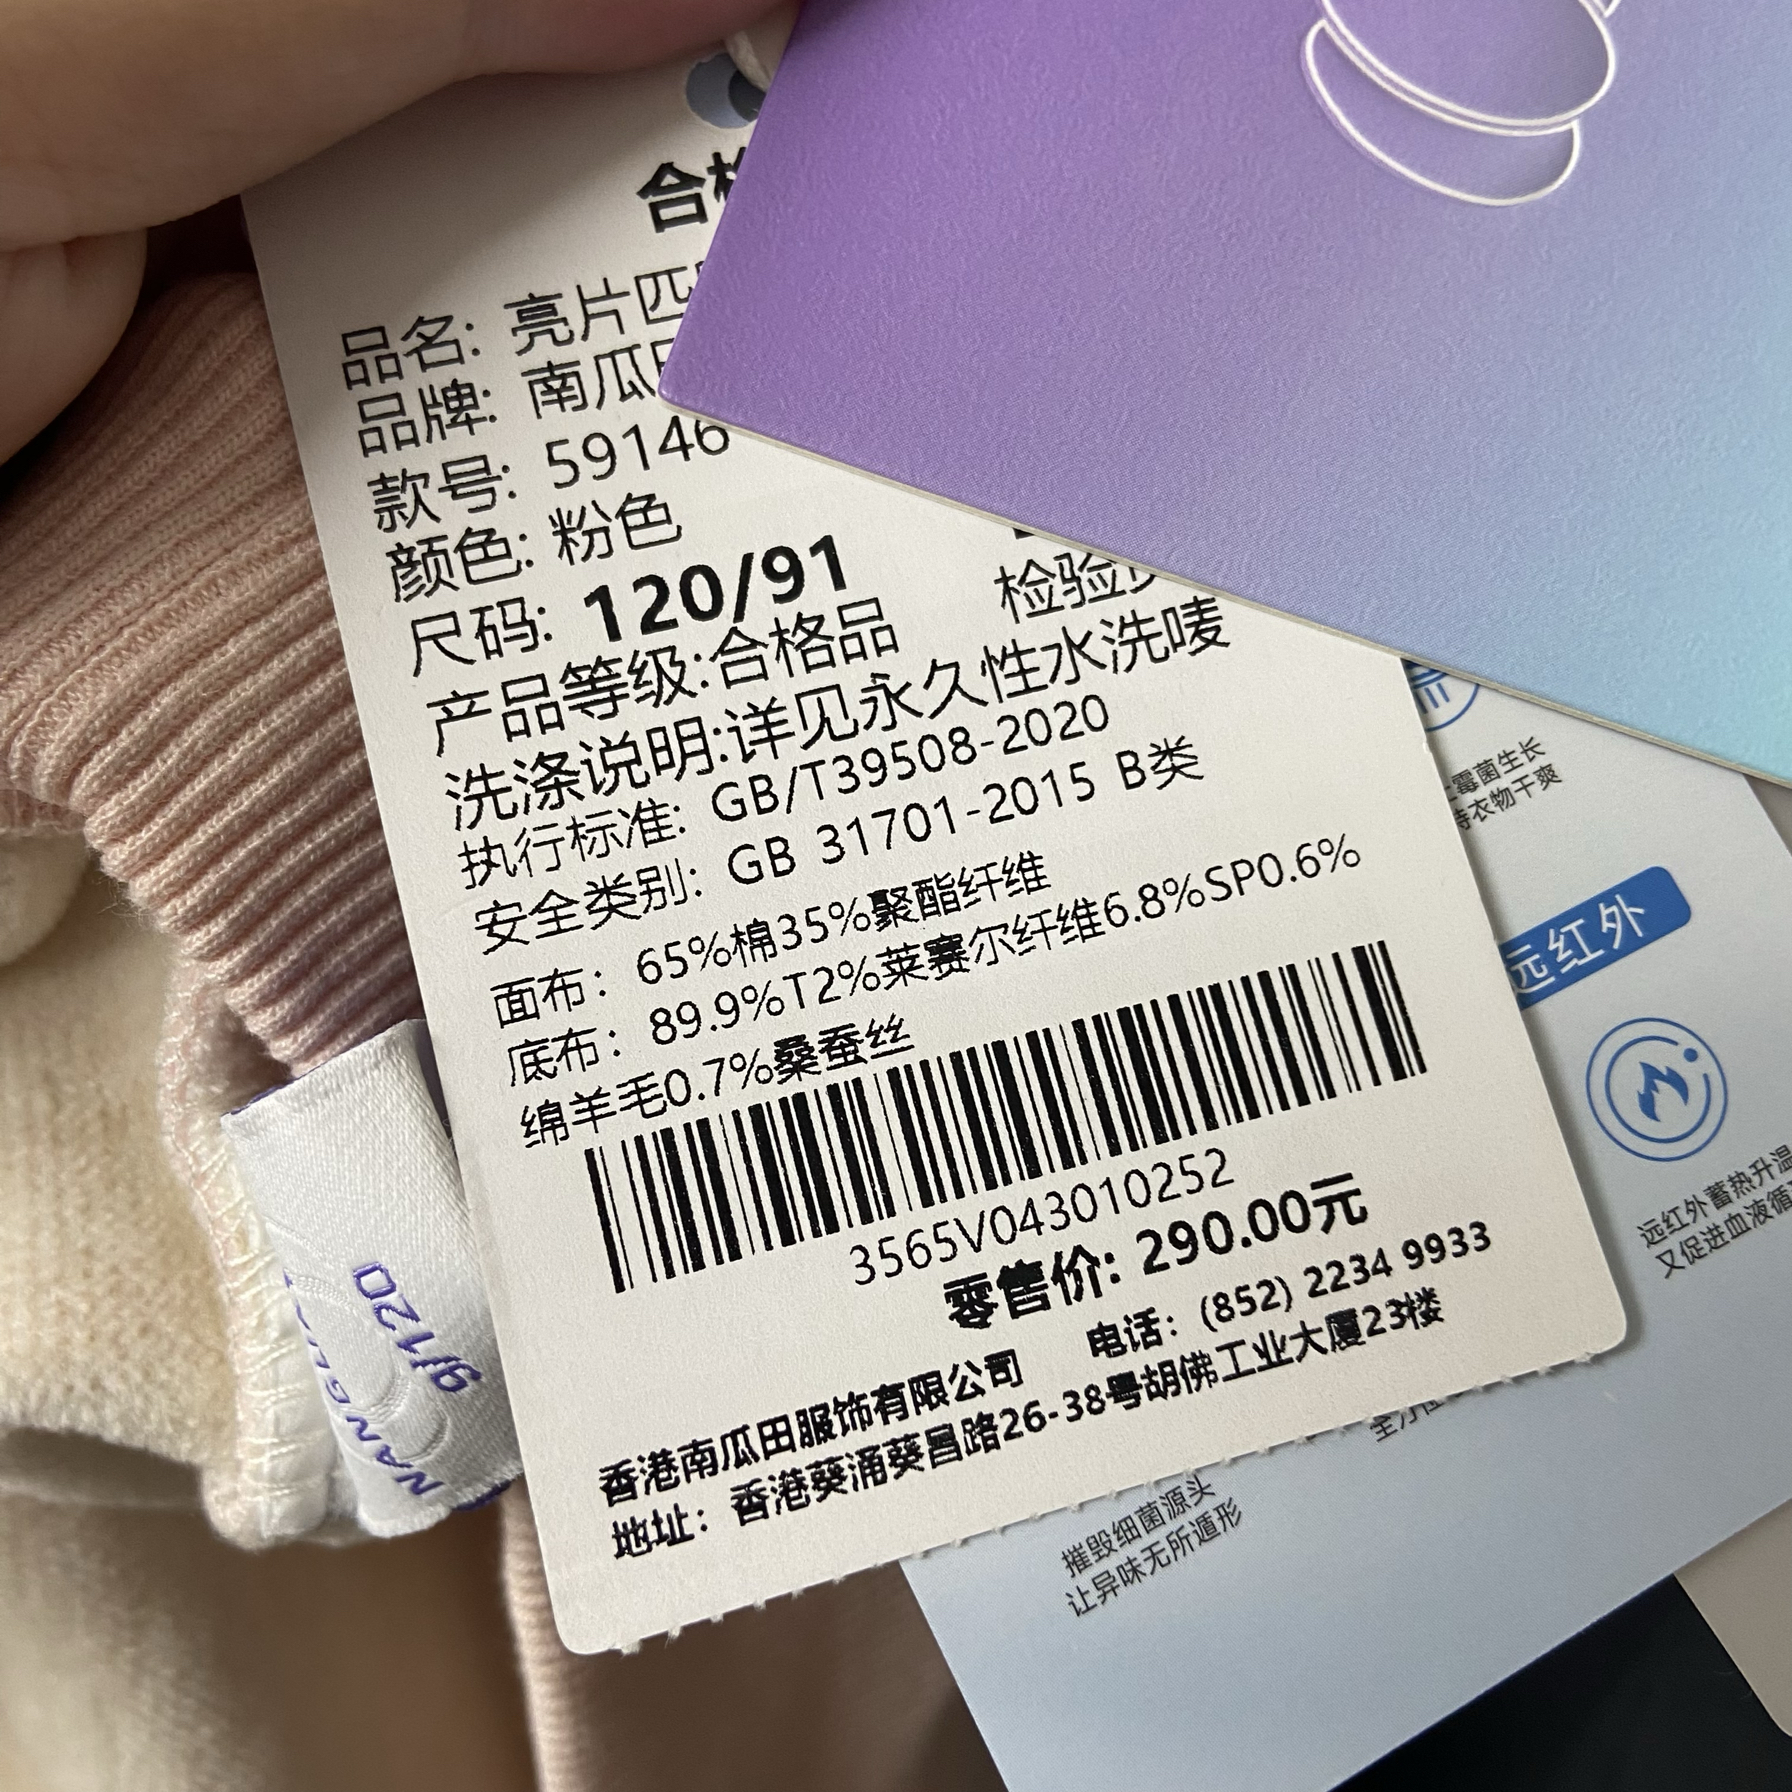 合
品名: 亮片匹
品牌: 南瓜
款号: 59146
颜色: 粉色
尺码: 120/91
产品等级:合格品
检验
洗涤说明:详见永久性水洗唛
执行标准: GB/T39508-2020
安全类别: GB 31701-2015 B类
面布: 65%棉35%聚酯纤维
底布: 89.9%T2%莱赛尔纤维6.8%SP0.6%
绵羊毛0.7%桑蚕丝
3565V043010252
零售价: 290.00元
香港南瓜田服饰有限公司 电话: (852) 2234 9933
地址: 香港葵涌葵昌路26-38号胡佛工业大厦23楼
霉菌生长
衣物干爽
远红外
远红外蓄热升温
又促进血液循
摧毁细菌源头
让异味无所遁形
g/120